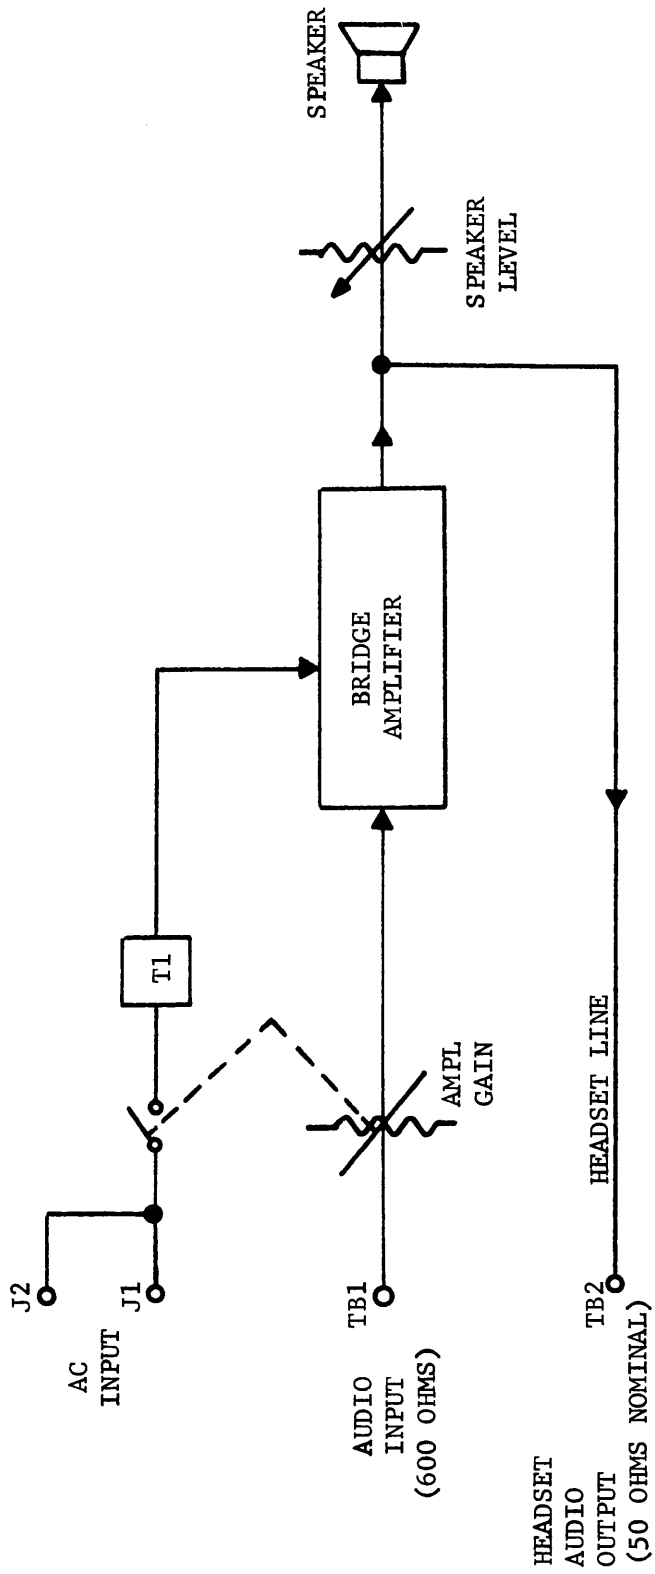 J2
J1
AC
INPUT
T1
TB1
AUDIO
INPUT
(600 OHMS)
AMPL
GAIN
BRIDGE
AMPLIFIER
SPEAKER
LEVEL
SPEAKER
HEADSET LINE
TB2
HEADSET
AUDIO
OUTPUT
(50 OHMS NOMINAL)